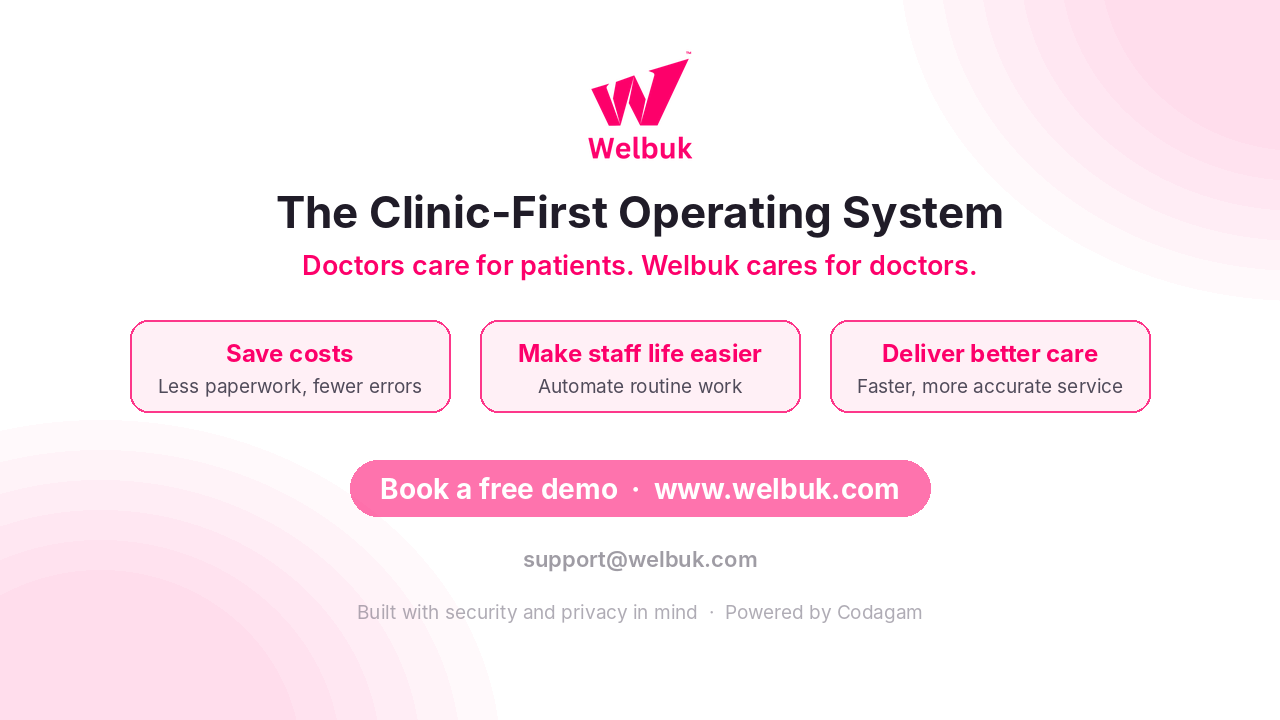 ™
Welbuk
The Clinic-First Operating System
Doctors care for patients. Welbuk cares for doctors.
Save costs
Less paperwork, fewer errors
Make staff life easier
Automate routine work
Deliver better care
Faster, more accurate service
Book a free demo · www.welbuk.com
support@welbuk.com
Built with security and privacy in mind · Powered by Codagam